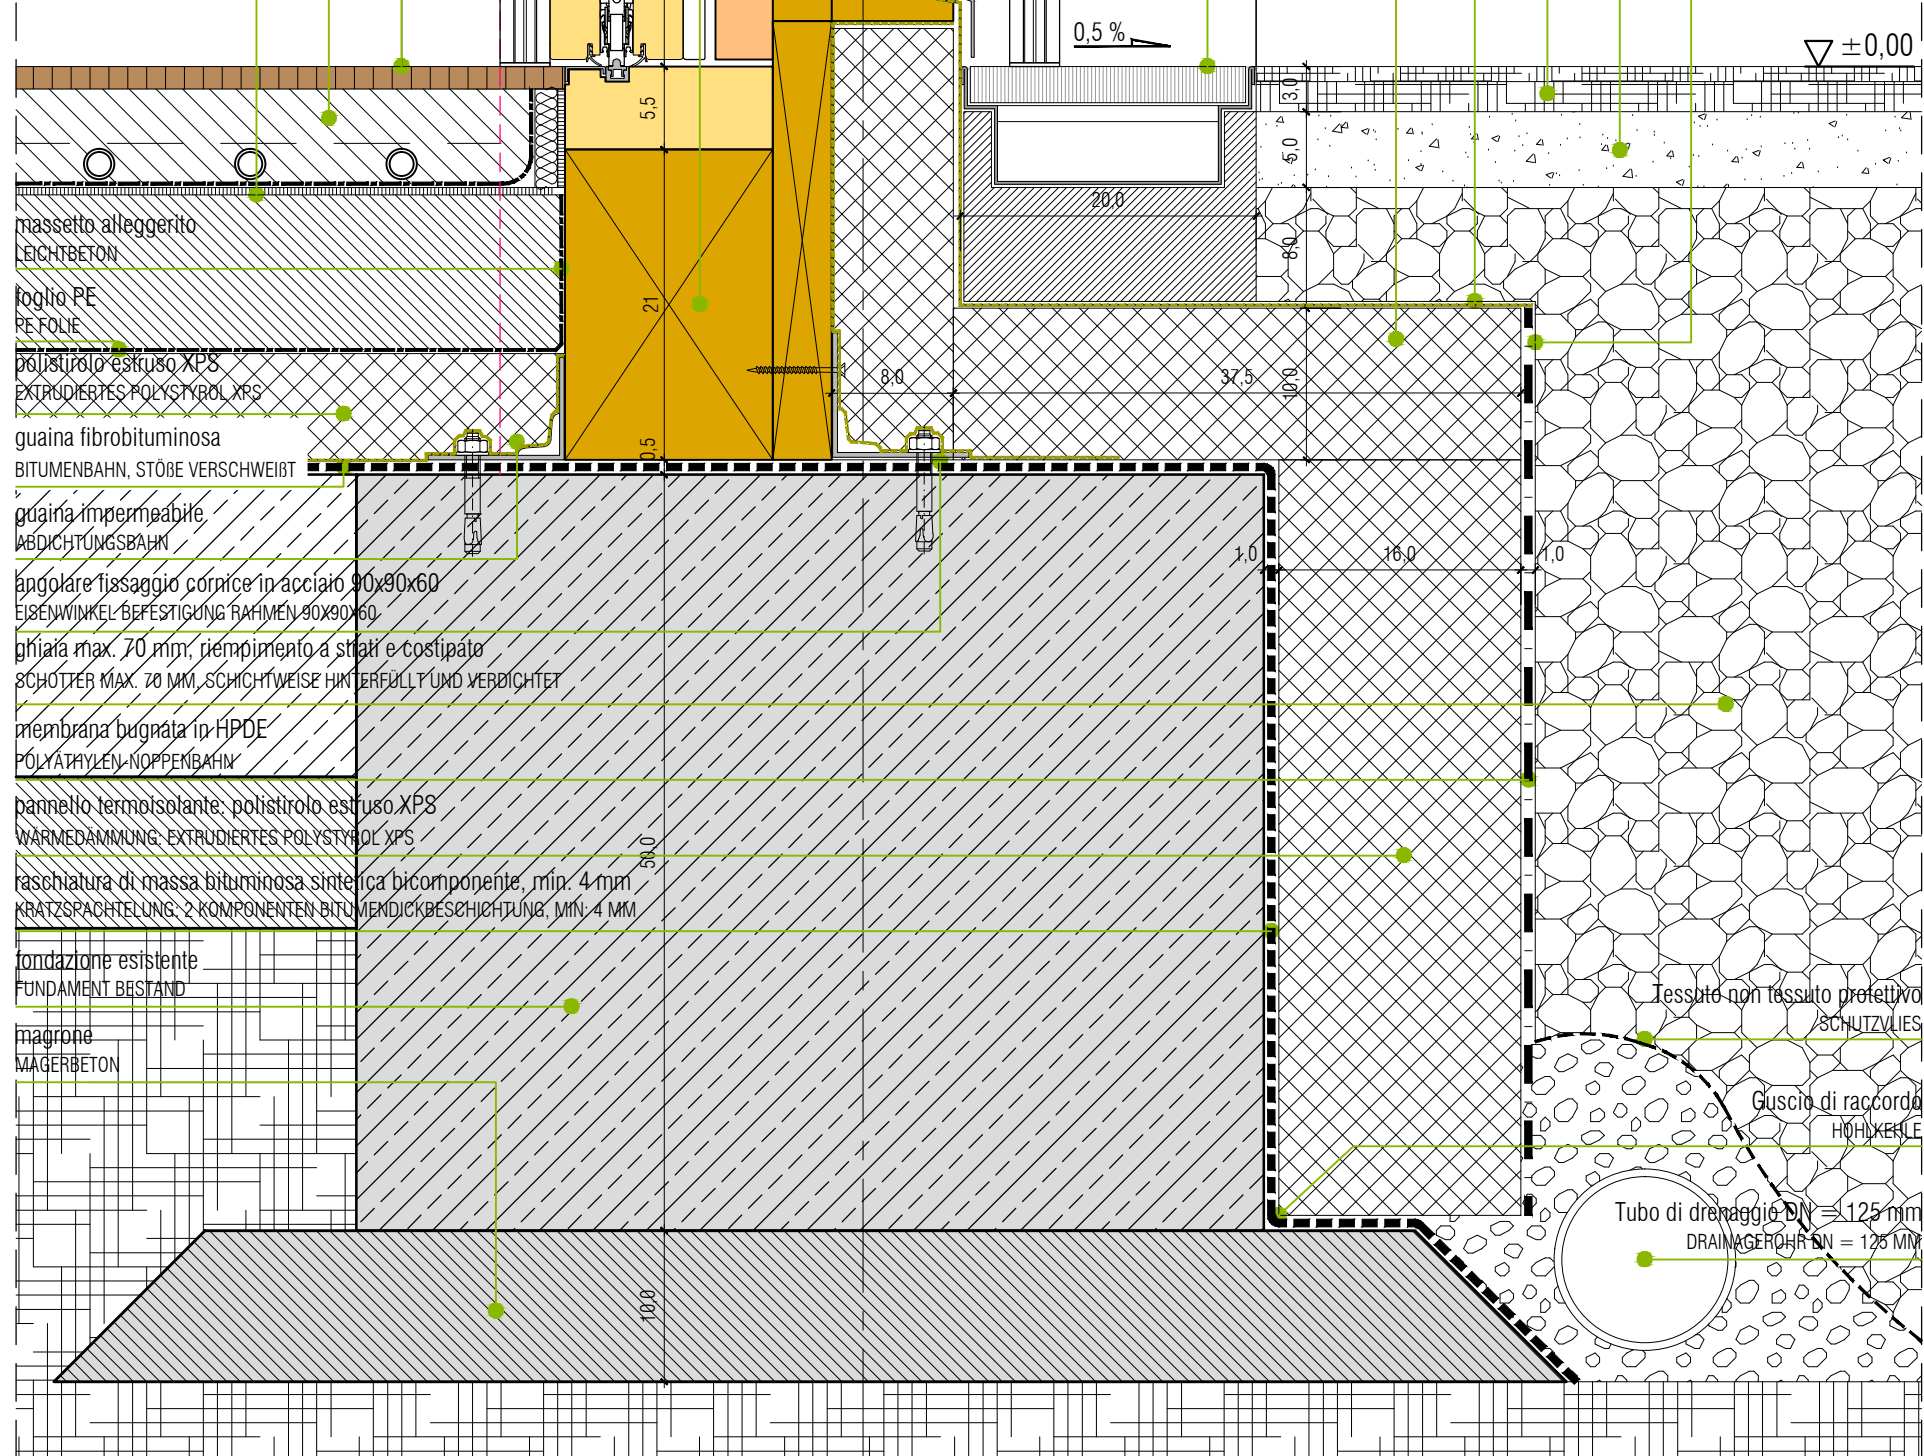 0,5 %
±0,00
3,0
5,5
5,0
20,0
8,0
massetto alleggerito
LEICHTBETON
foglio PE
PE FOLIE
21
polistirolo estruso XPS
EXTRUDIERTES POLYSTYROL XPS
8,0
37,5
10,0
guaina fibrobituminosa
BITUMENBAHN, STÖßE VERSCHWEIßT
0,5
guaina impermeabile
ABDICHTUNGSBAHN
1,0
16,0
1,0
angolare fissaggio cornice in acciaio 90x90x60
EISENWINKEL BEFESTIGUNG RAHMEN 90X90X60
ghiaia max. 70 mm, riempimento a strati e costipato
SCHOTTER MAX. 70 MM, SCHICHTWEISE HINTERFÜLLT UND VERDICHTET
membrana bugnata in HPDE
POLYÄTHYLEN-NOPPENBAHN
pannello termoisolante: polistirolo estruso XPS
WÄRMEDÄMMUNG: EXTRUDIERTES POLYSTYROL XPS
50,0
raschiatura di massa bituminosa sintetica bicomponente, min. 4 mm
KRATZSPACHTELUNG: 2 KOMPONENTEN BITUMENDICKBESCHICHTUNG, MIN. 4 MM
fondazione esistente
FUNDAMENT BESTAND
Tessuto non tessuto protettivo
SCHUTZVLIES
magrone
MAGERBETON
Guscio di raccordo
HOHLKEHLE
Tubo di drenaggio DN = 125 mm
DRAINAGEROHR DN = 125 MM
10,0